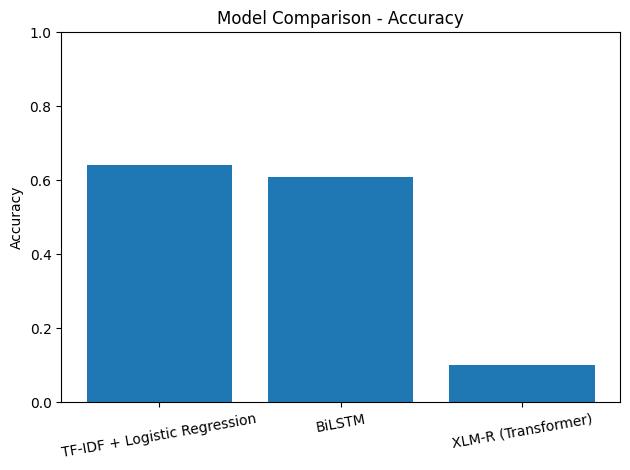 Model Comparison - Accuracy
1.0
0.8
0.6
0.4
0.2
0.0
Accuracy
TF-IDF + Logistic Regression
BiLSTM
XLM-R (Transformer)